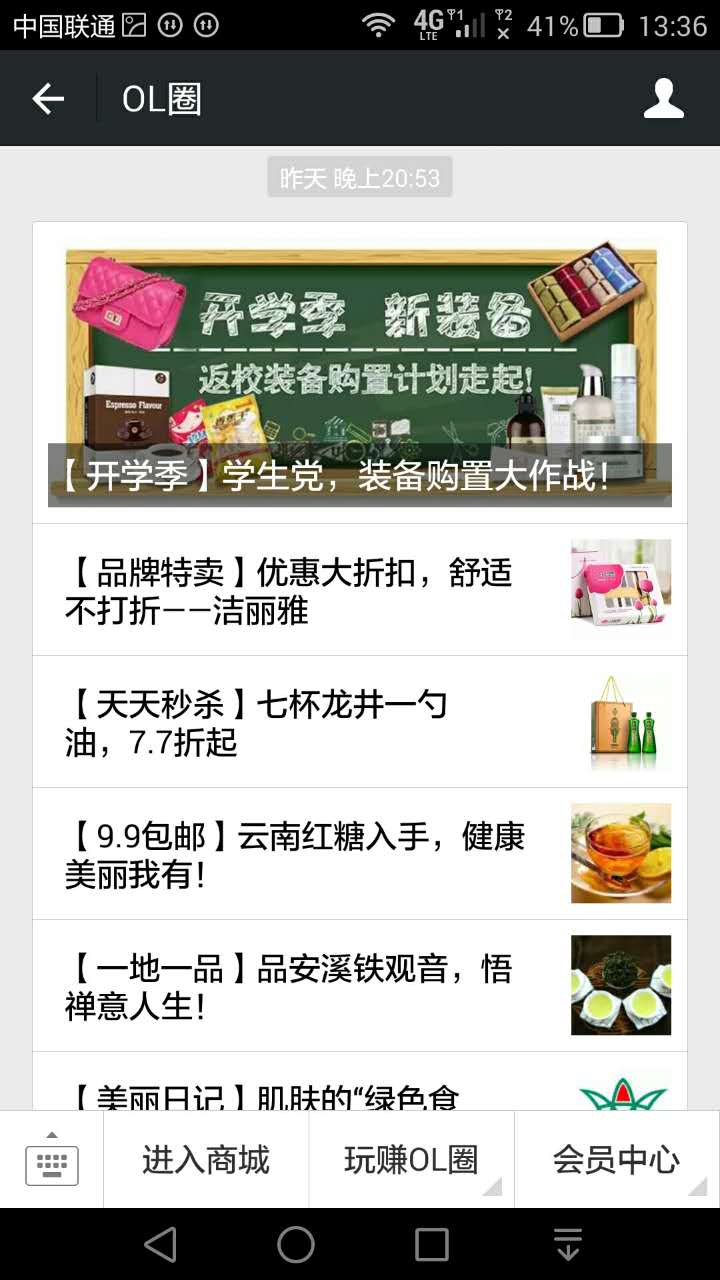 中国联通
4G
LTE
1
2
41%
13:36
OL圈
昨天 晚上20:53
开学季 新装备
返校装备购置计划走起!
Espresso Flavour
【开学季】学生党，装备购置大作战！
【品牌特卖】优惠大折扣，舒适
不打折——洁丽雅
【天天秒杀】七杯龙井一勺
油，7.7折起
【9.9包邮】云南红糖入手，健康
美丽我有！
【一地一品】品安溪铁观音，悟
禅意人生！
【美丽日记】肌肤的“绿色食
进入商城
玩赚OL圈
会员中心